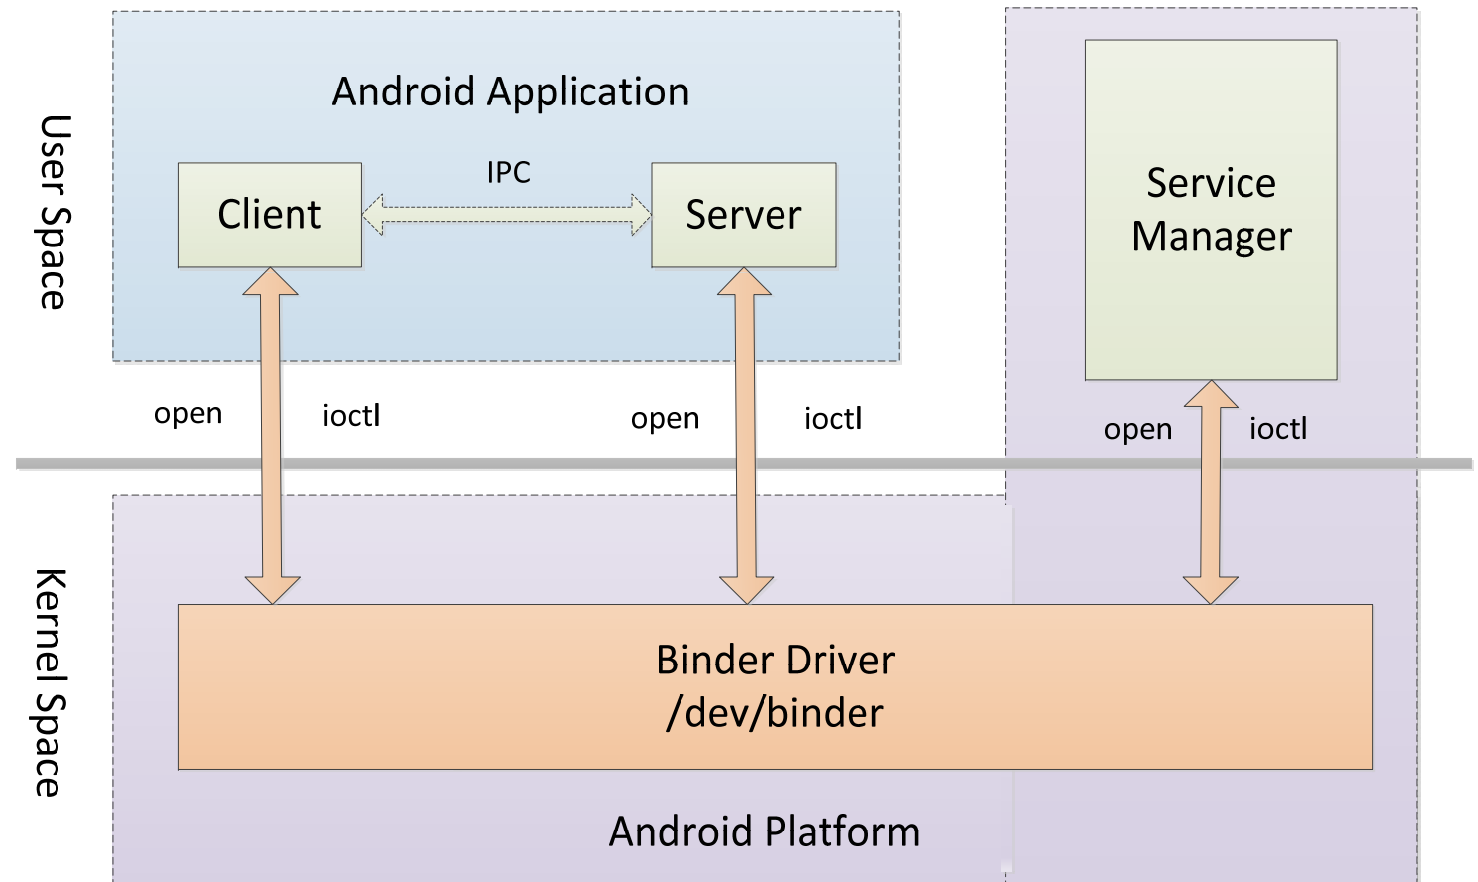 User Space
Android Application
IPC
Client
Server
Service
Manager
open
ioctl
open
ioctl
open
ioctl
Kernel Space
Binder Driver
/dev/binder
Android Platform